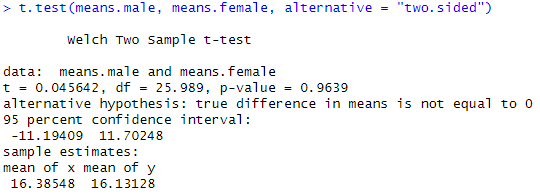 > t.test(means.male, means.female, alternative = "two.sided")
Welch Two Sample t-test
data:  means.male and means.female
t = 0.045642, df = 25.989, p-value = 0.9639
alternative hypothesis: true difference in means is not equal to 0
95 percent confidence interval:
-11.19409  11.70248
sample estimates:
mean of x mean of y
16.38548  16.13128